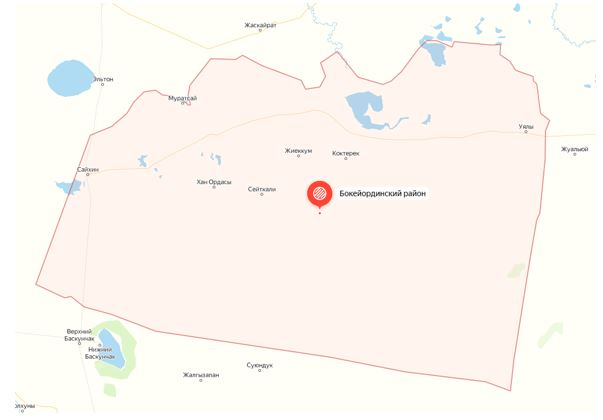 Жаскайрат
Эльтон
Муратсай
Уялы
Жиеккум
Коктерек
Жуалыой
Сайхин
Хан Ордасы
Сейткали
Бокейординский район
Верхний
Баскунчак
Нижний
Баскунчак
Суюндук
Жалгызапан
олхуны